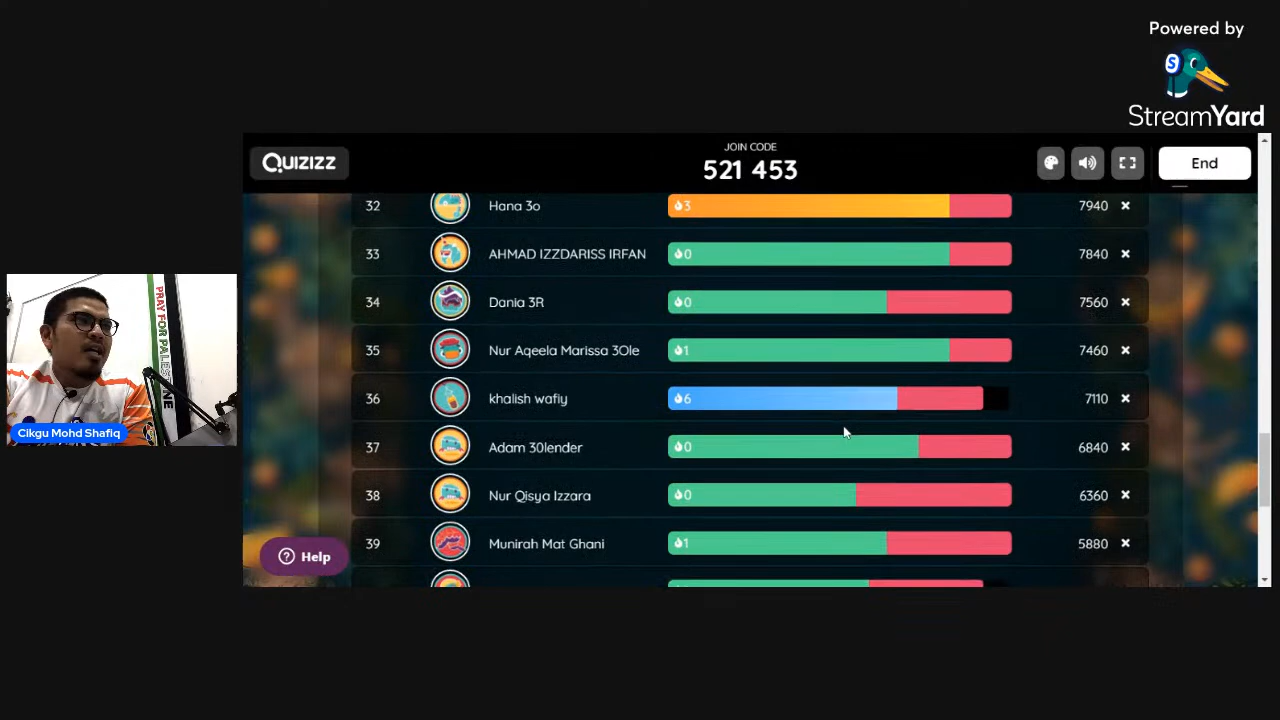 Powered by
StreamYard
QUIZIZZ
JOIN CODE
521 453
End
32 Hana 3o 3 7940
33 AHMAD IZZDARISS IRFAN 0 7840
34 Dania 3R 0 7560
35 Nur Aqeela Marissa 3Ole 1 7460
36 khalish wafiy 6 7110
37 Adam 30lender 0 6840
38 Nur Qisya Izzara 0 6360
39 Munirah Mat Ghani 1 5880
Help
PRAY FOR PALESTINE
Cikgu Mohd Shafiq